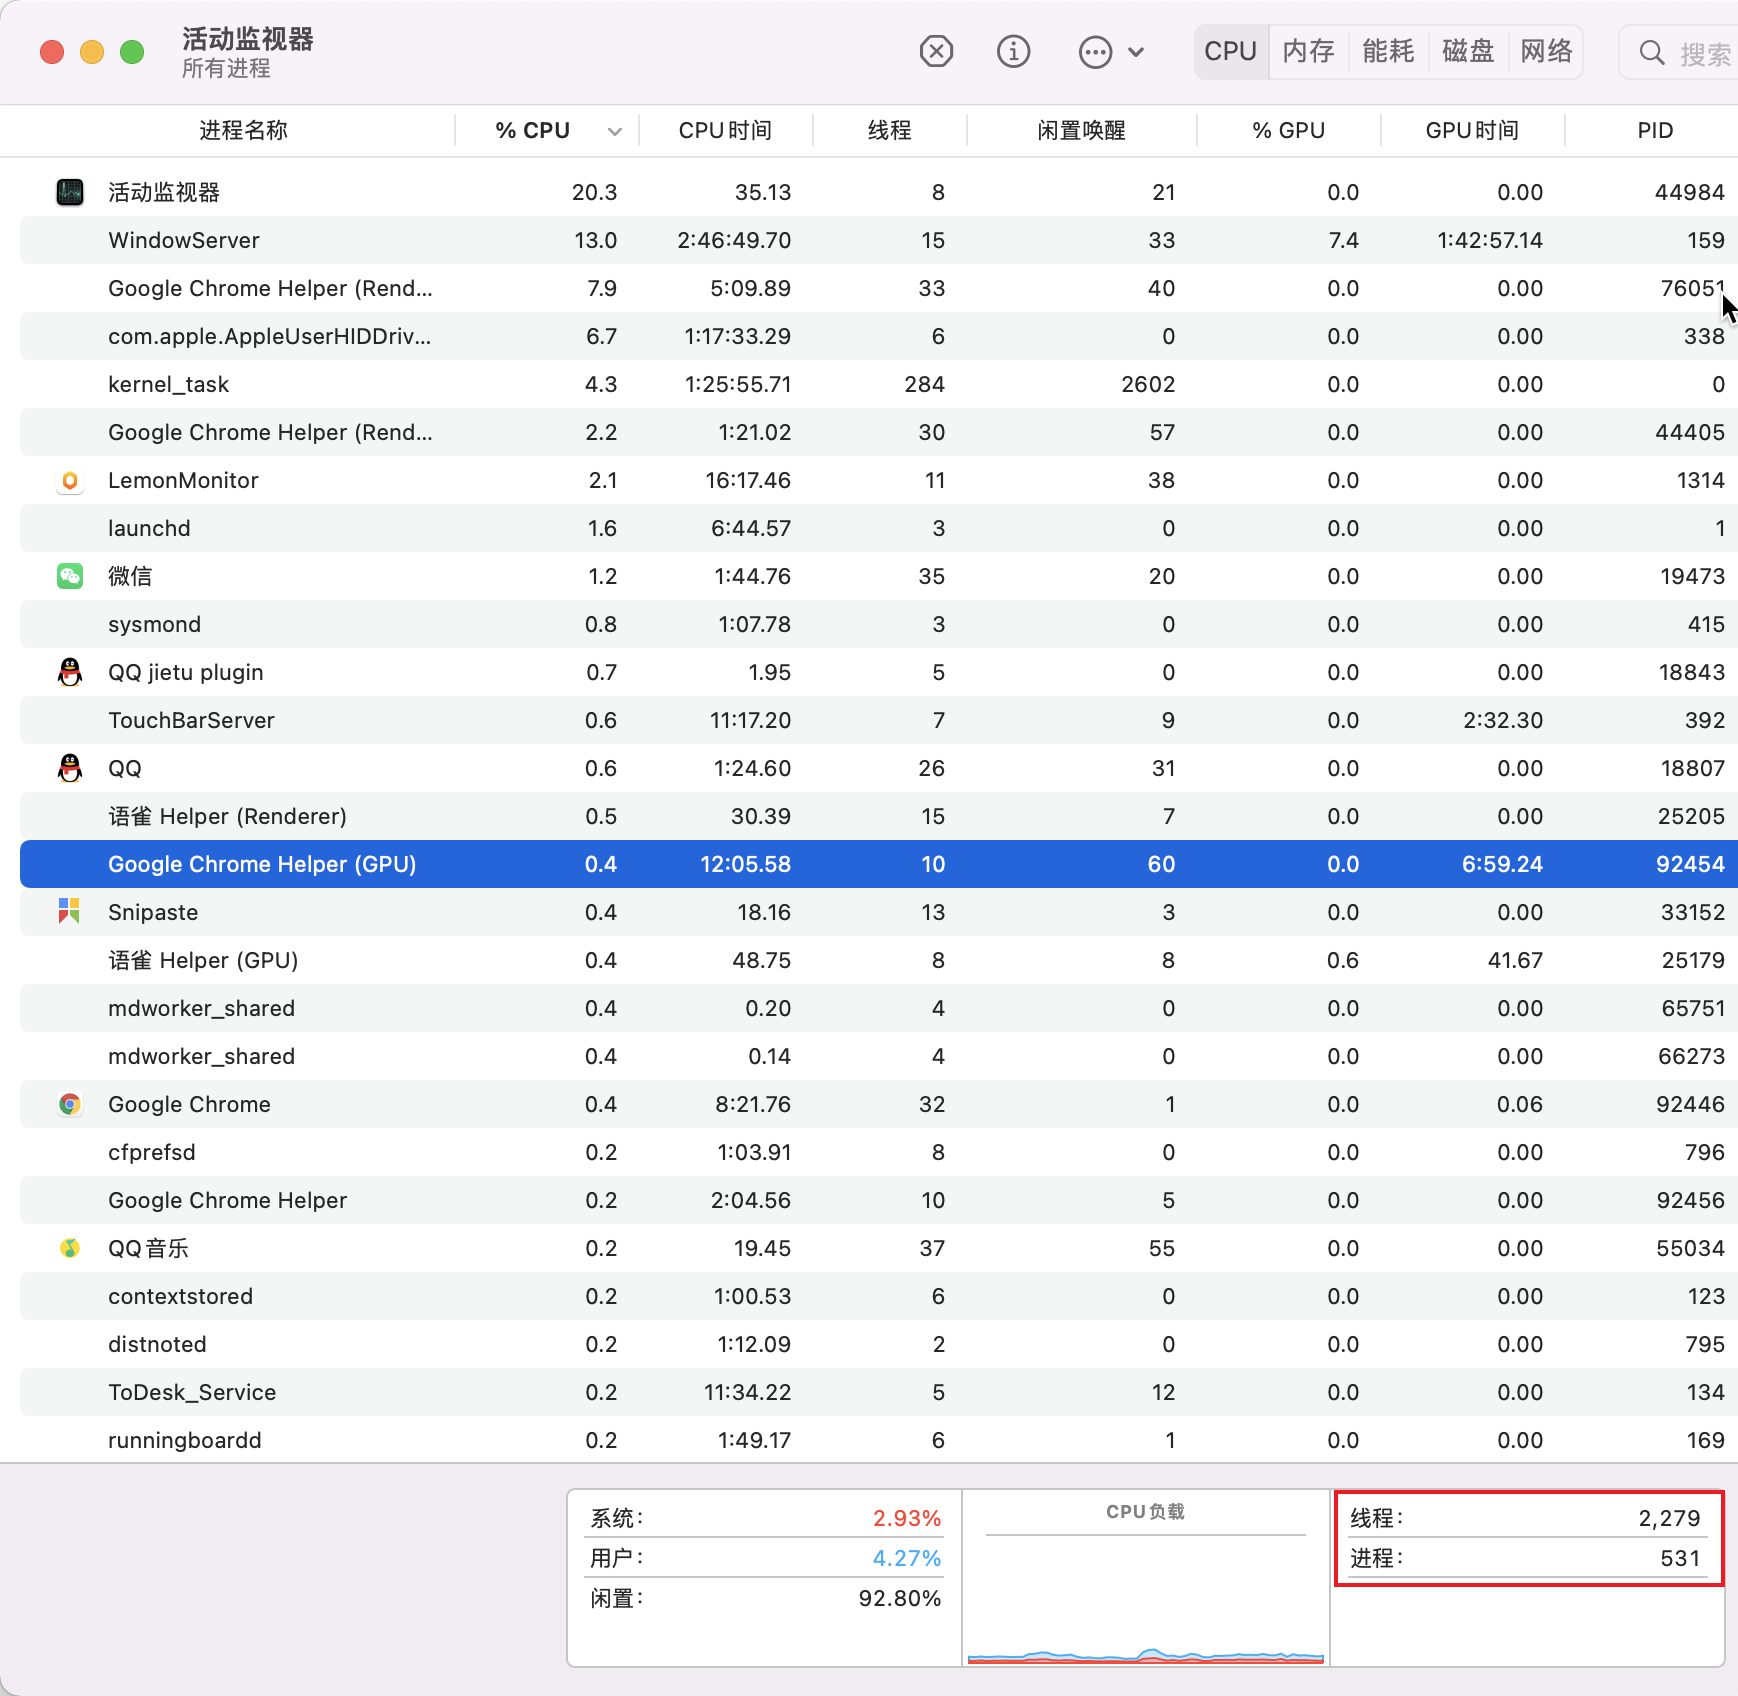 活动监视器
所有进程
CPU 内存 能耗 磁盘 网络 搜索
进程名称 % CPU CPU时间 线程 闲置唤醒 % GPU GPU时间 PID
活动监视器 20.3 35.13 8 21 0.0 0.00 44984
WindowServer 13.0 2:46:49.70 15 33 7.4 1:42:57.14 159
Google Chrome Helper (Rend... 7.9 5:09.89 33 40 0.0 0.00 76051
com.apple.AppleUserHIDDriv... 6.7 1:17:33.29 6 0 0.0 0.00 338
kernel_task 4.3 1:25:55.71 284 2602 0.0 0.00 0
Google Chrome Helper (Rend... 2.2 1:21.02 30 57 0.0 0.00 44405
LemonMonitor 2.1 16:17.46 11 38 0.0 0.00 1314
launchd 1.6 6:44.57 3 0 0.0 0.00 1
微信 1.2 1:44.76 35 20 0.0 0.00 19473
sysmond 0.8 1:07.78 3 0 0.0 0.00 415
QQ jietu plugin 0.7 1.95 5 0 0.0 0.00 18843
TouchBarServer 0.6 11:17.20 7 9 0.0 2:32.30 392
QQ 0.6 1:24.60 26 31 0.0 0.00 18807
语雀 Helper (Renderer) 0.5 30.39 15 7 0.0 0.00 25205
Google Chrome Helper (GPU) 0.4 12:05.58 10 60 0.0 6:59.24 92454
Snipaste 0.4 18.16 13 3 0.0 0.00 33152
语雀 Helper (GPU) 0.4 48.75 8 8 0.6 41.67 25179
mdworker_shared 0.4 0.20 4 0 0.0 0.00 65751
mdworker_shared 0.4 0.14 4 0 0.0 0.00 66273
Google Chrome 0.4 8:21.76 32 1 0.0 0.06 92446
cfprefsd 0.2 1:03.91 8 0 0.0 0.00 796
Google Chrome Helper 0.2 2:04.56 10 5 0.0 0.00 92456
QQ音乐 0.2 19.45 37 55 0.0 0.00 55034
contextstored 0.2 1:00.53 6 0 0.0 0.00 123
distnoted 0.2 1:12.09 2 0 0.0 0.00 795
ToDesk_Service 0.2 11:34.22 5 12 0.0 0.00 134
runningboardd 0.2 1:49.17 6 1 0.0 0.00 169
系统: 2.93% CPU负载 线程: 2,279
用户: 4.27% 进程: 531
闲置: 92.80%